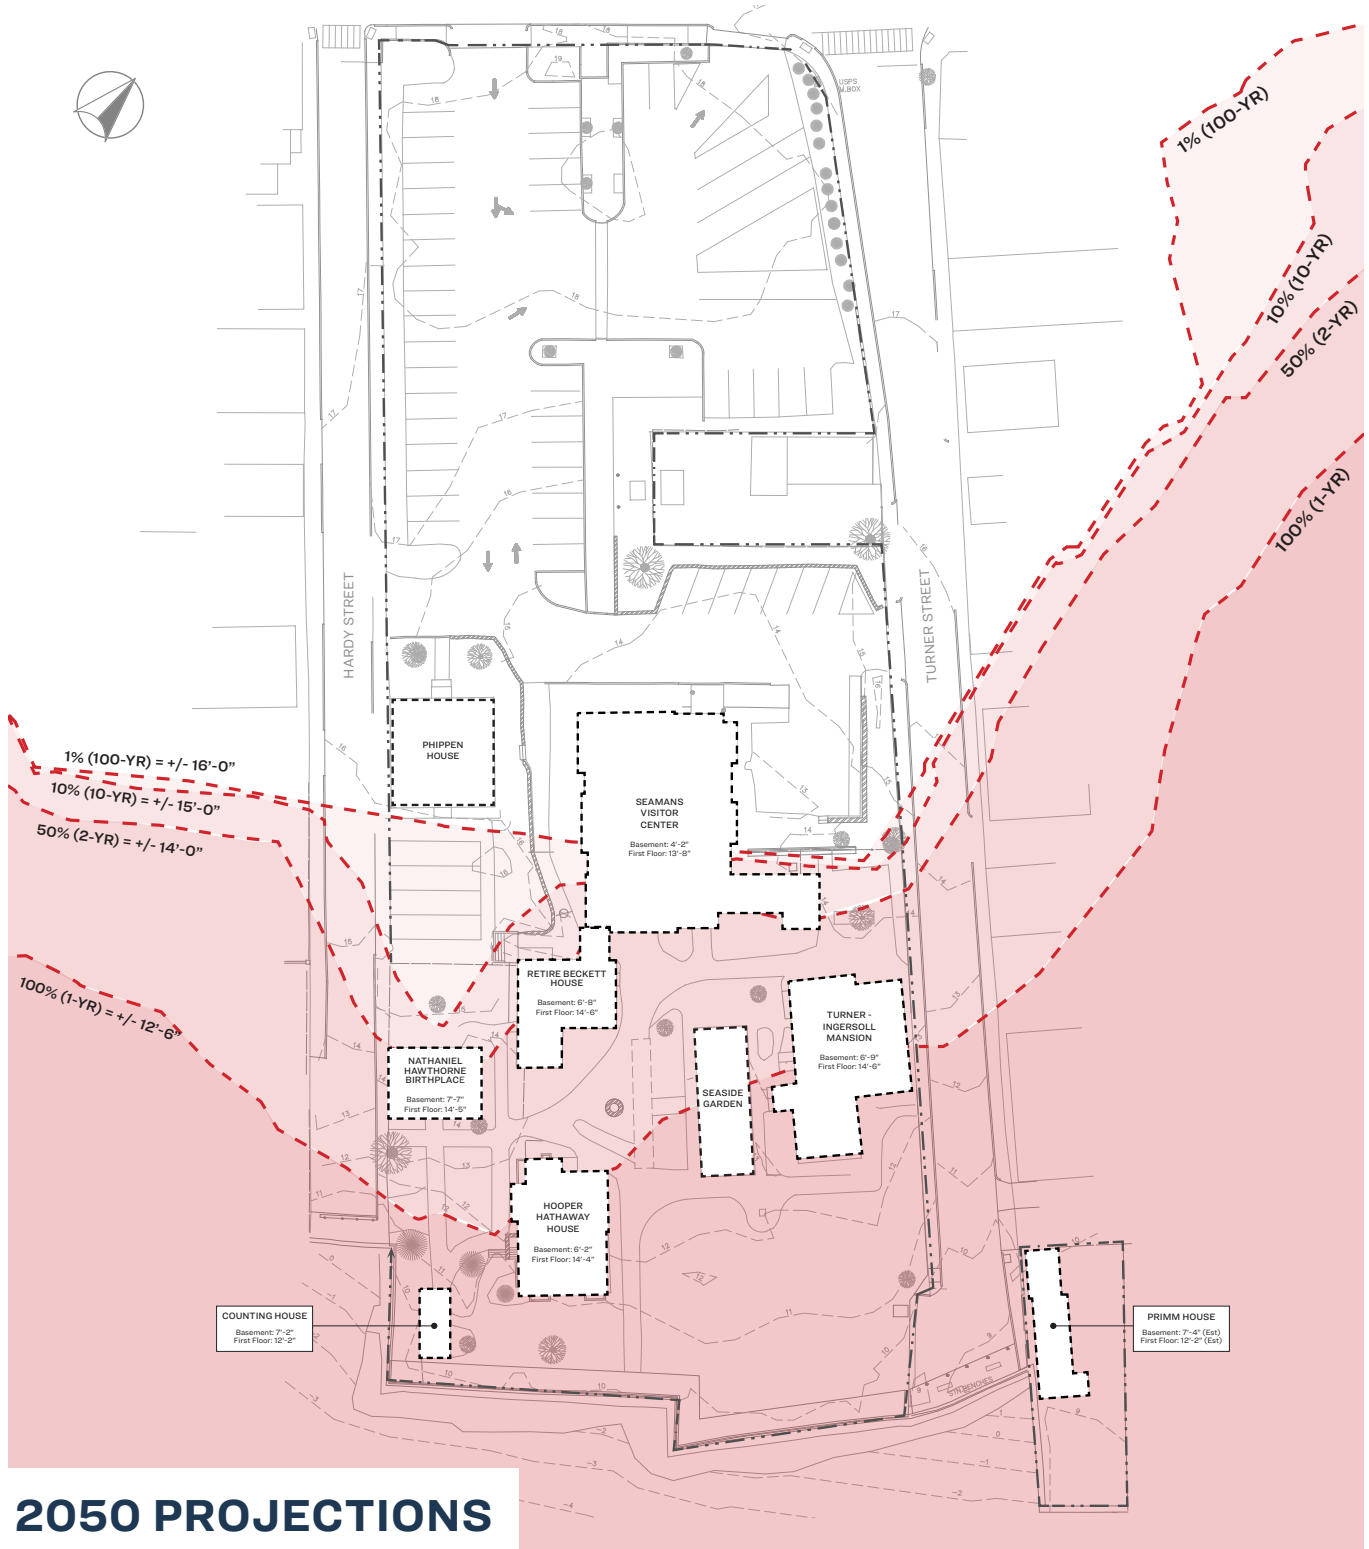 USPS
M.BOX
1% (100-YR)
10% (10-YR)
50% (2-YR)
100% (1-YR)
HARDY STREET
TURNER STREET
1% (100-YR) = +/- 16'-0"
10% (10-YR) = +/- 15'-0"
50% (2-YR) = +/- 14'-0"
100% (1-YR) = +/- 12'-6"
PHIPPEN
HOUSE
SEAMANS
VISITOR
CENTER
Basement: 4'-2"
First Floor: 13'-8"
RETIRE BECKETT
HOUSE
Basement: 6'-8"
First Floor: 14'-6"
TURNER -
INGERSOLL
MANSION
Basement: 6'-9"
First Floor: 14'-6"
NATHANIEL
HAWTHORNE
BIRTHPLACE
Basement: 7'-7"
First Floor: 14'-5"
SEASIDE
GARDEN
HOOPER
HATHAWAY
HOUSE
Basement: 6'-2"
First Floor: 14'-4"
COUNTING HOUSE
Basement: 7'-2"
First Floor: 12'-2"
PRIMM HOUSE
Basement: 7'-4" (Est)
First Floor: 12'-2" (Est)
STN BENCHES
2050 PROJECTIONS